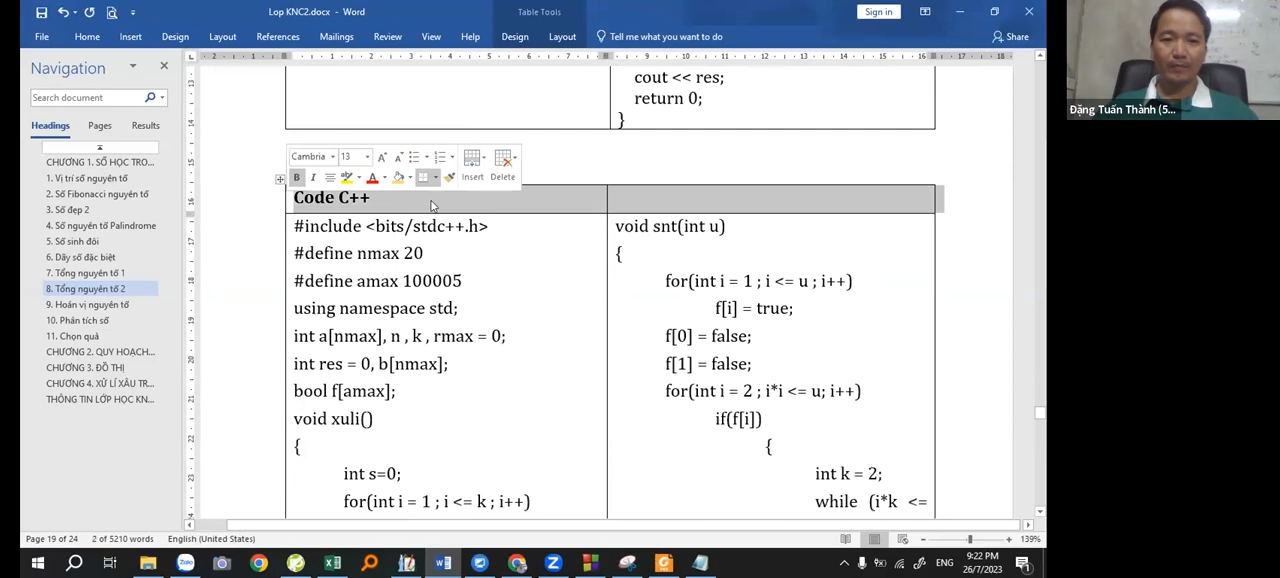 Lop KNC2.docx - Word
Table Tools
Sign in
File Home Insert Design Layout References Mailings Review View Help Design Layout Tell me what you want to do Share
Navigation
Search document
Headings Pages Results
CHƯƠNG 1. SỐ HỌC TRO...
1. Vị trí số nguyên tố
2. Số Fibonacci nguyên tố
3. Số đẹp 2
4. Số nguyên tố Palindrome
5. Số sinh đôi
6. Dãy số đặc biệt
7. Tổng nguyên tố 1
8. Tổng nguyên tố 2
9. Hoán vị nguyên tố
10. Phân tích số
11. Chọn quả
CHƯƠNG 2. QUY HOẠCH...
CHƯƠNG 3. ĐỒ THỊ
CHƯƠNG 4. XỬ LÍ XÂU TR...
THÔNG TIN LỚP HỌC KN...
cout << res;
return 0;
}
Cambria 13
Insert Delete
Code C++
#include <bits/stdc++.h>
#define nmax 20
#define amax 100005
using namespace std;
int a[nmax], n , k , rmax = 0;
int res = 0, b[nmax];
bool f[amax];
void xuli()
{
int s=0;
for(int i = 1 ; i <= k ; i++)
void snt(int u)
{
for(int i = 1 ; i <= u ; i++)
f[i] = true;
f[0] = false;
f[1] = false;
for(int i = 2 ; i*i <= u; i++)
if(f[i])
{
int k = 2;
while (i*k <=
Đặng Tuấn Thành (5...
Page 19 of 24 2 of 5210 words English (United States)
139%
ENG
9:22 PM
26/7/2023